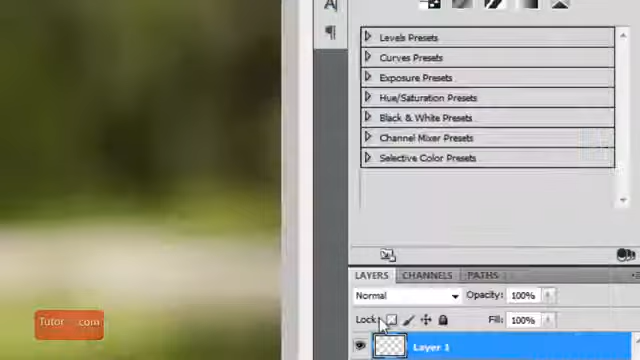 A
¶
Levels Presets
Curves Presets
Exposure Presets
Hue/Saturation Presets
Black & White Presets
Channel Mixer Presets
Selective Color Presets
LAYERS CHANNELS PATHS
Normal Opacity: 100%
Lock: Fill: 100%
Layer 1
Tutor .com